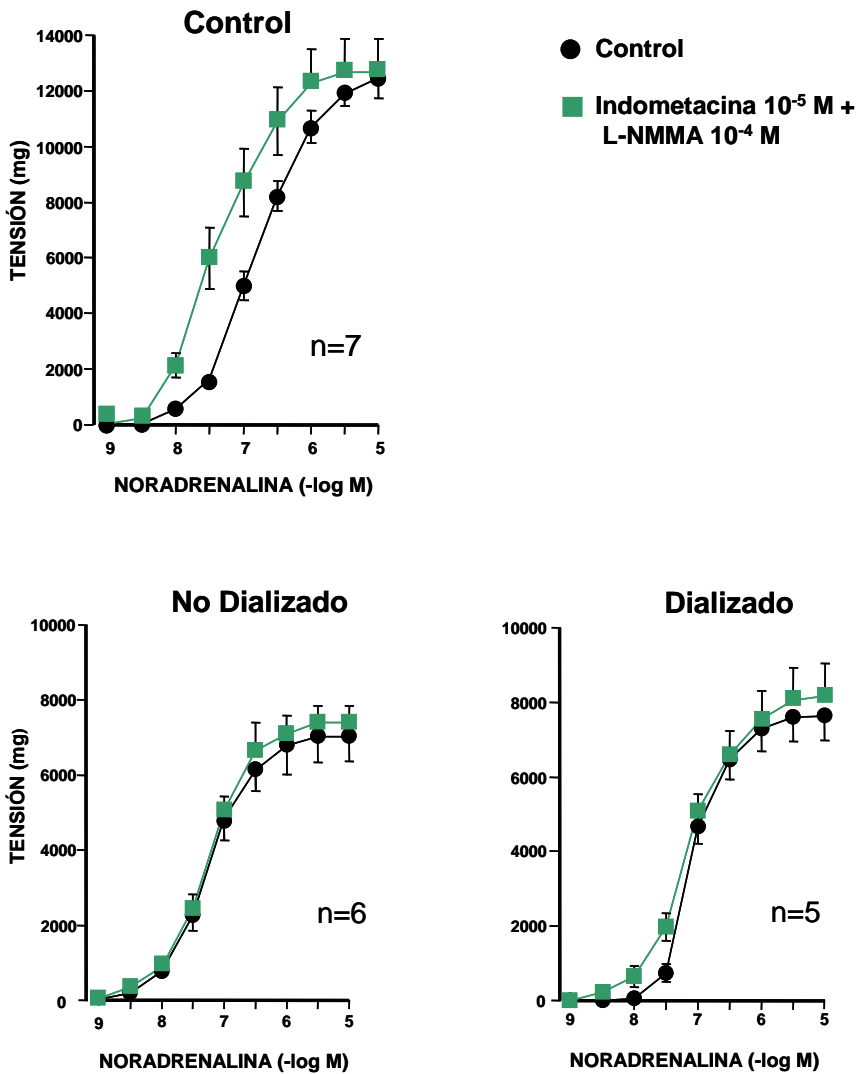 Control
Control
Indometacina 10⁻⁵ M +
L-NMMA 10⁻⁴ M
14000
12000
10000
8000
6000
4000
2000
0
TENSIÓN (mg)
n=7
9 8 7 6 5
NORADRENALINA (-log M)
No Dializado
10000
8000
6000
4000
2000
0
TENSIÓN (mg)
n=6
9 8 7 6 5
NORADRENALINA (-log M)
Dializado
10000
8000
6000
4000
2000
0
n=5
9 8 7 6 5
NORADRENALINA (-log M)